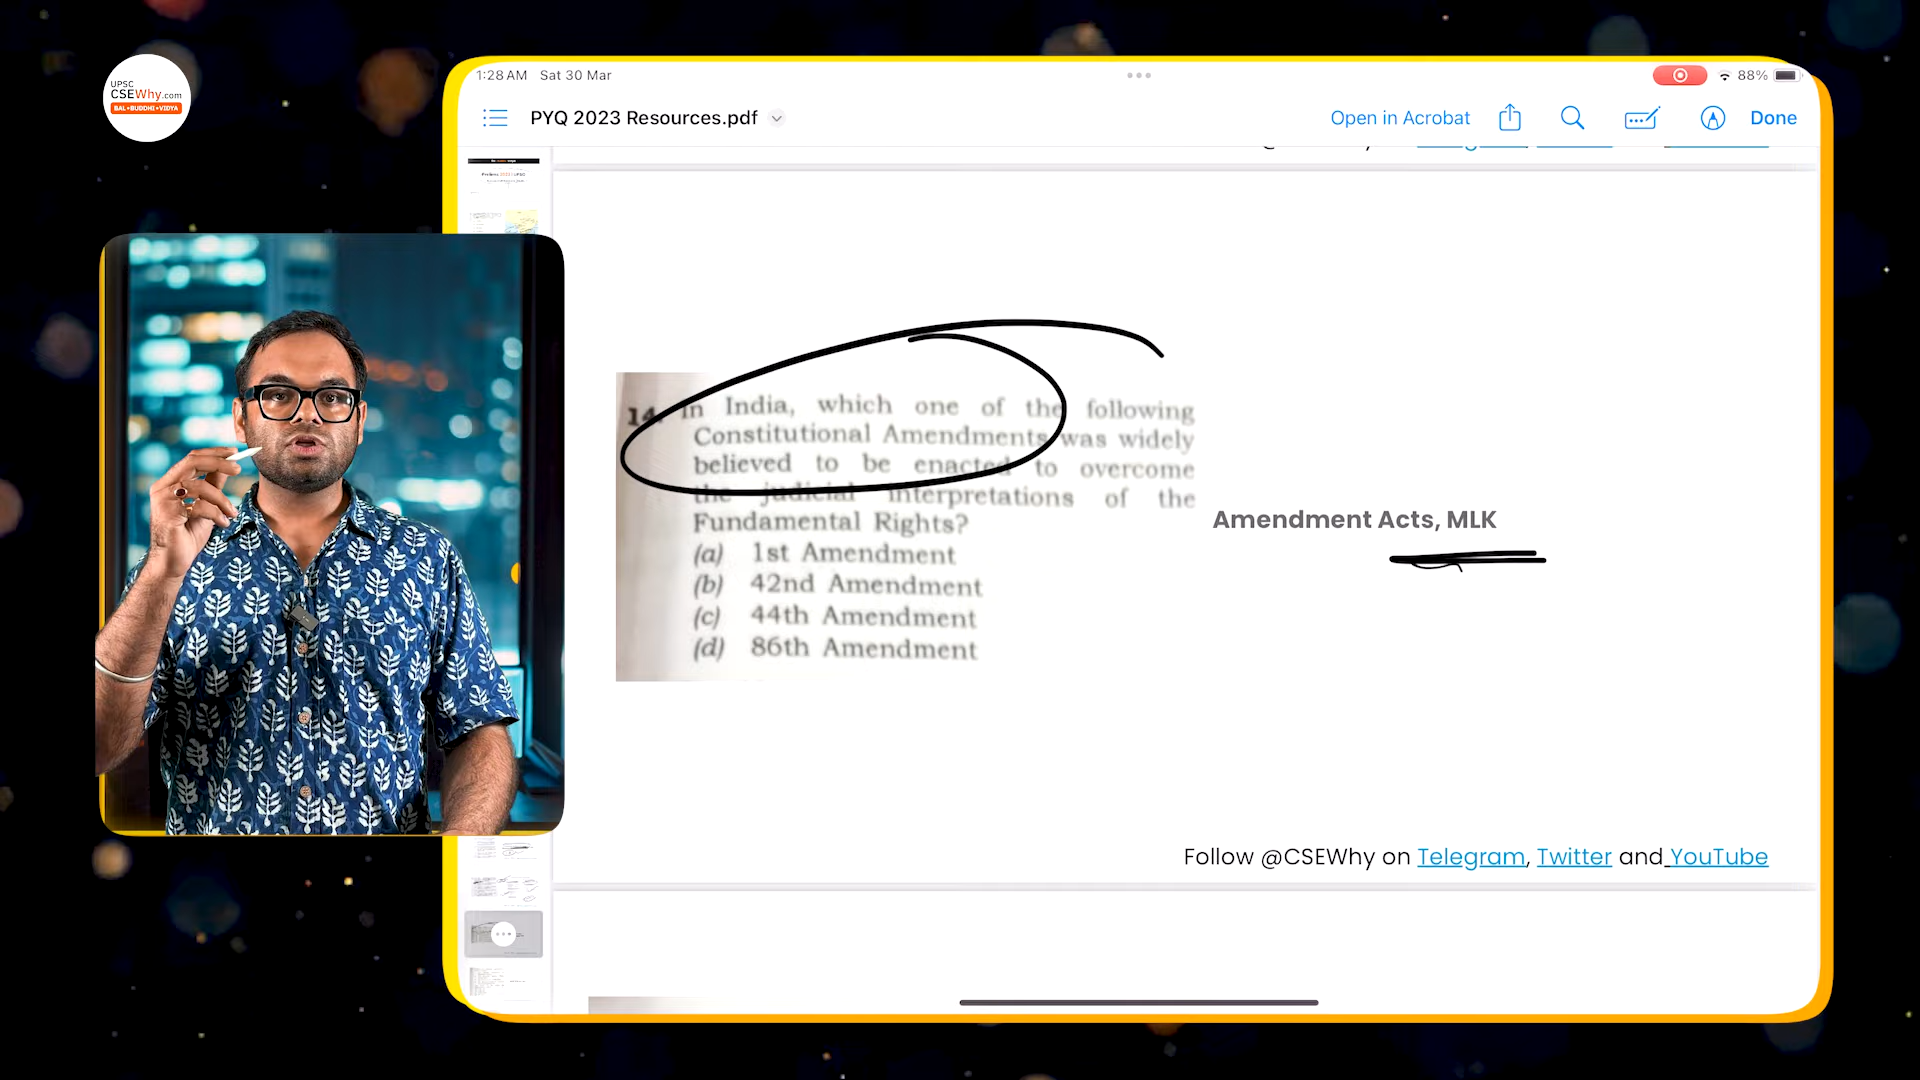 UPSC
CSEWhy.com
BAL•BUDDHI•VIDYA
1:28 AM Sat 30 Mar
88%
PYQ 2023 Resources.pdf
Open in Acrobat
Done
14. In India, which one of the following
Constitutional Amendments was widely
believed to be enacted to overcome
the judicial interpretations of the
Fundamental Rights?
(a) 1st Amendment
(b) 42nd Amendment
(c) 44th Amendment
(d) 86th Amendment
Amendment Acts, MLK
Follow @CSEWhy on Telegram, Twitter and YouTube